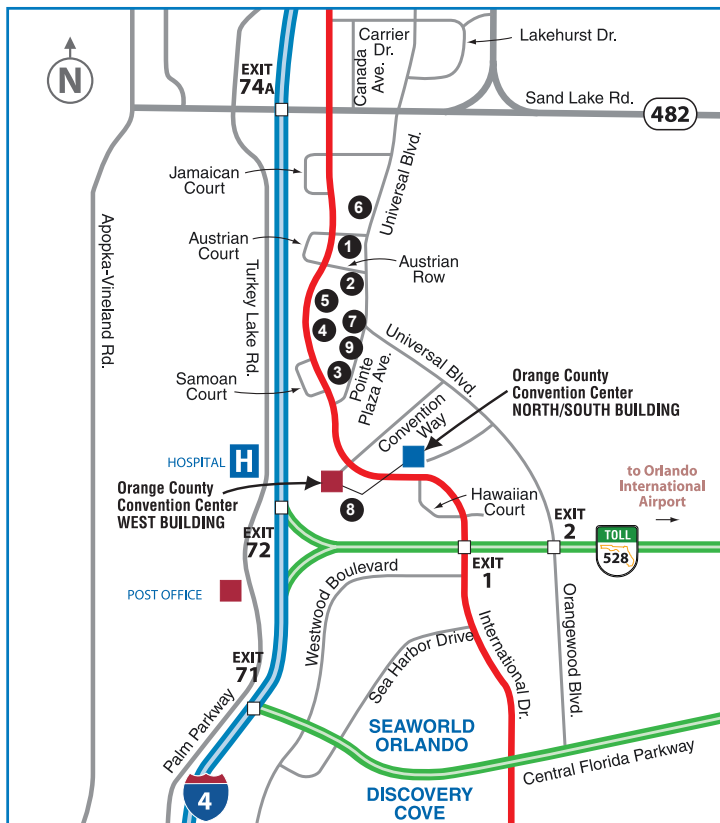 N
EXIT
74A
Canada
Ave.
Carrier
Dr.
Lakehurst Dr.
Sand Lake Rd.
482
Jamaican
Court
Universal Blvd.
6
Apopka-Vineland Rd.
Turkey Lake Rd.
Austrian
Court
1
Austrian
Row
2
5
7
4
9
3
Samoan
Court
Pointe
Plaza Ave.
Universal Blvd.
Orange County
Convention Center
NORTH/SOUTH BUILDING
Convention
Way
HOSPITAL
H
Orange County
Convention Center
WEST BUILDING
8
Hawaiian
Court
to Orlando
International
Airport
EXIT
72
EXIT
2
TOLL
528
EXIT
1
Westwood Boulevard
POST OFFICE
Orangewood Blvd.
International Dr.
Sea Harbor Drive
EXIT
71
Palm Parkway
SEAWORLD
ORLANDO
Central Florida Parkway
4
DISCOVERY
COVE